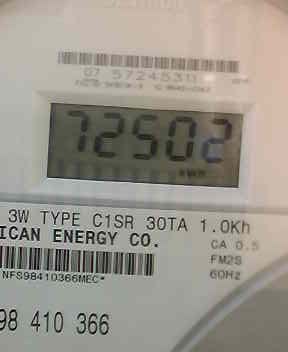 07 57245311
72502
kWh
3W TYPE C1SR 30TA 1.0Kh
ICAN ENERGY CO.
CA 0.5
FM2S
NFS98410366MEC*
60Hz
98 410 366